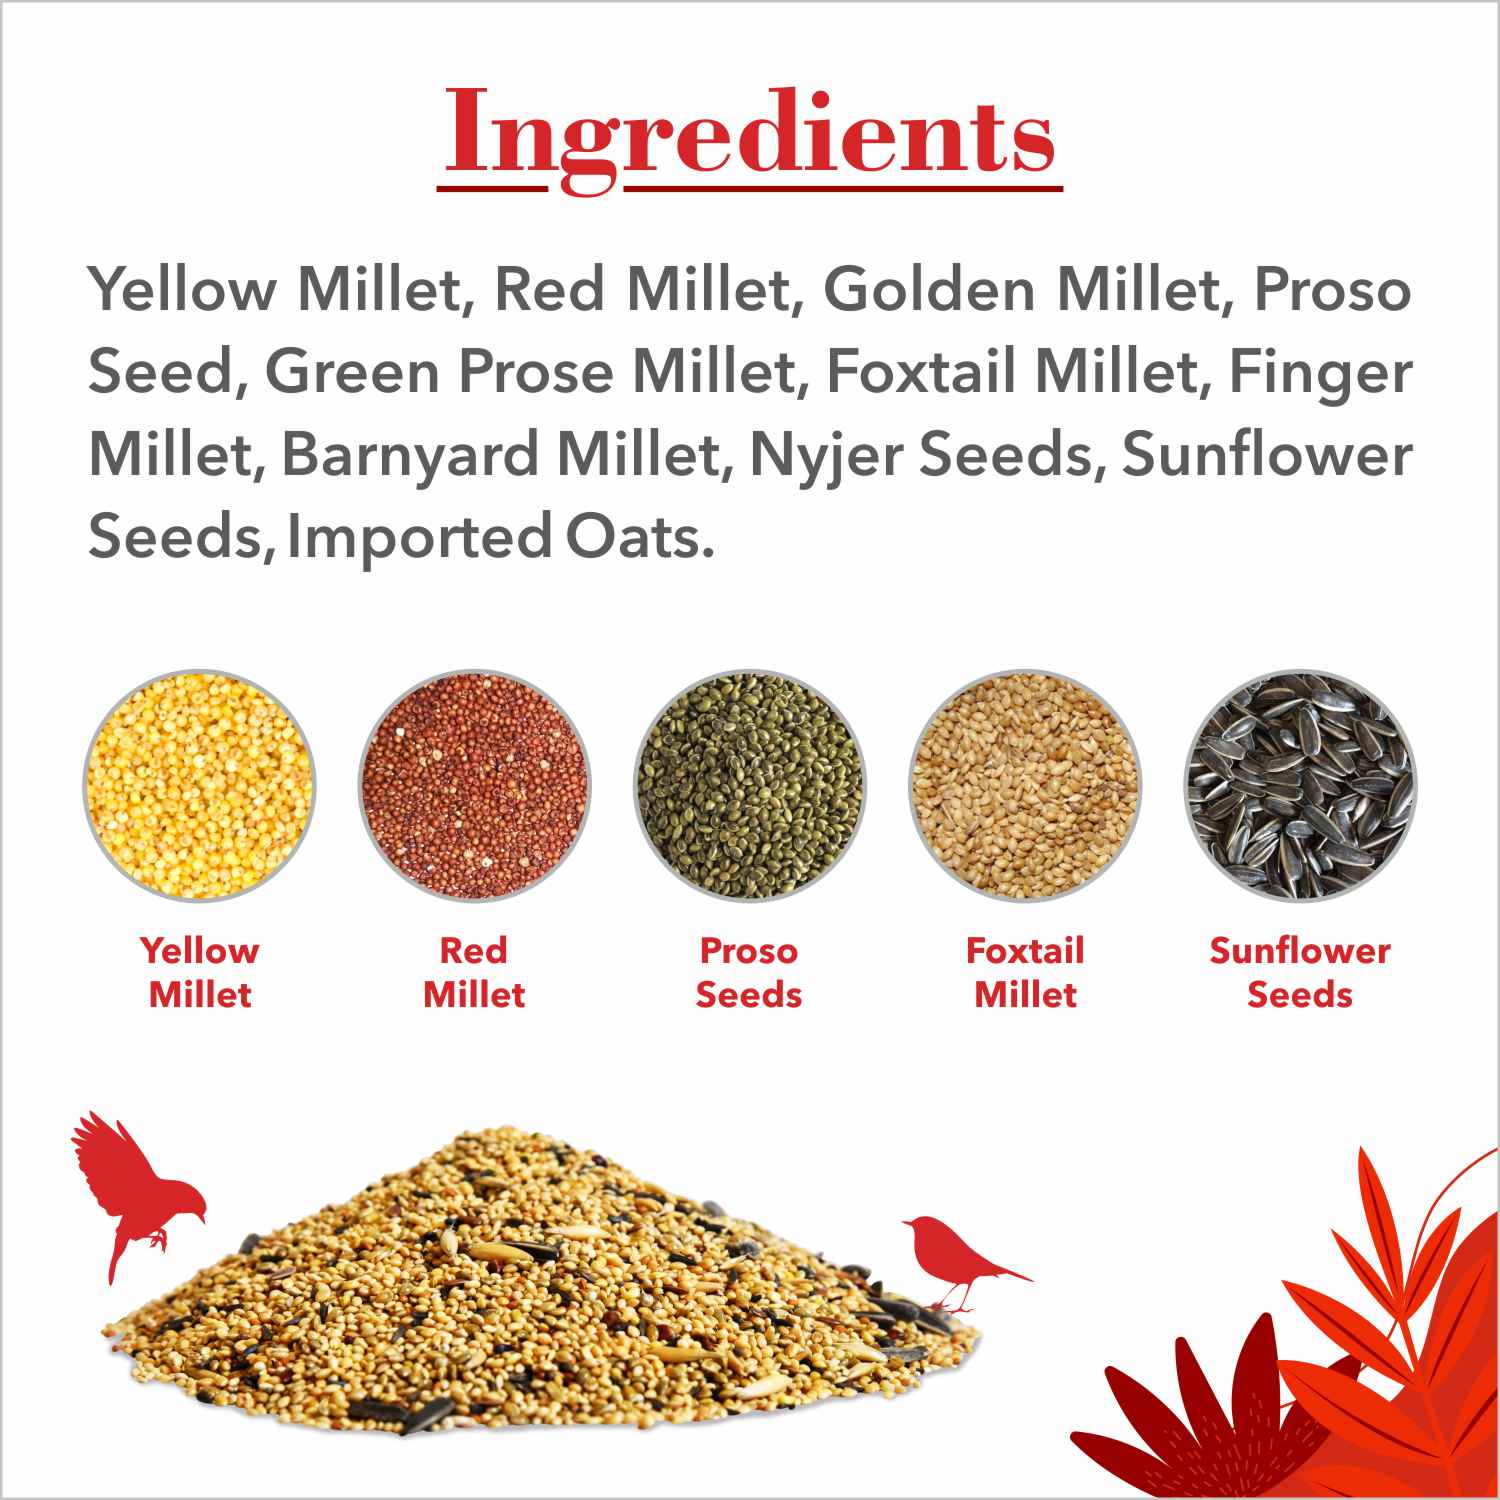 Ingredients
Yellow Millet, Red Millet, Golden Millet, Proso
Seed, Green Prose Millet, Foxtail Millet, Finger
Millet, Barnyard Millet, Nyjer Seeds, Sunflower
Seeds, Imported Oats.
Yellow
Millet
Red
Millet
Proso
Seeds
Foxtail
Millet
Sunflower
Seeds